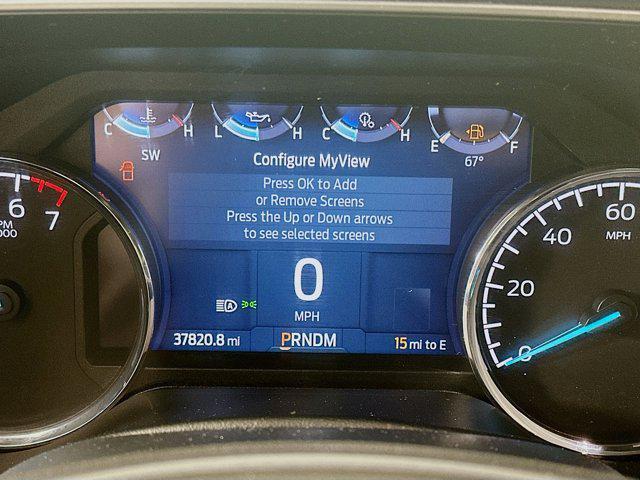 C H L H C H E F
SW 67°
Configure MyView
Press OK to Add
or Remove Screens
Press the Up or Down arrows
to see selected screens
6 7
000
0
MPH
60
MPH
40
20
0
37820.8 mi PRNDM 15 mi to E